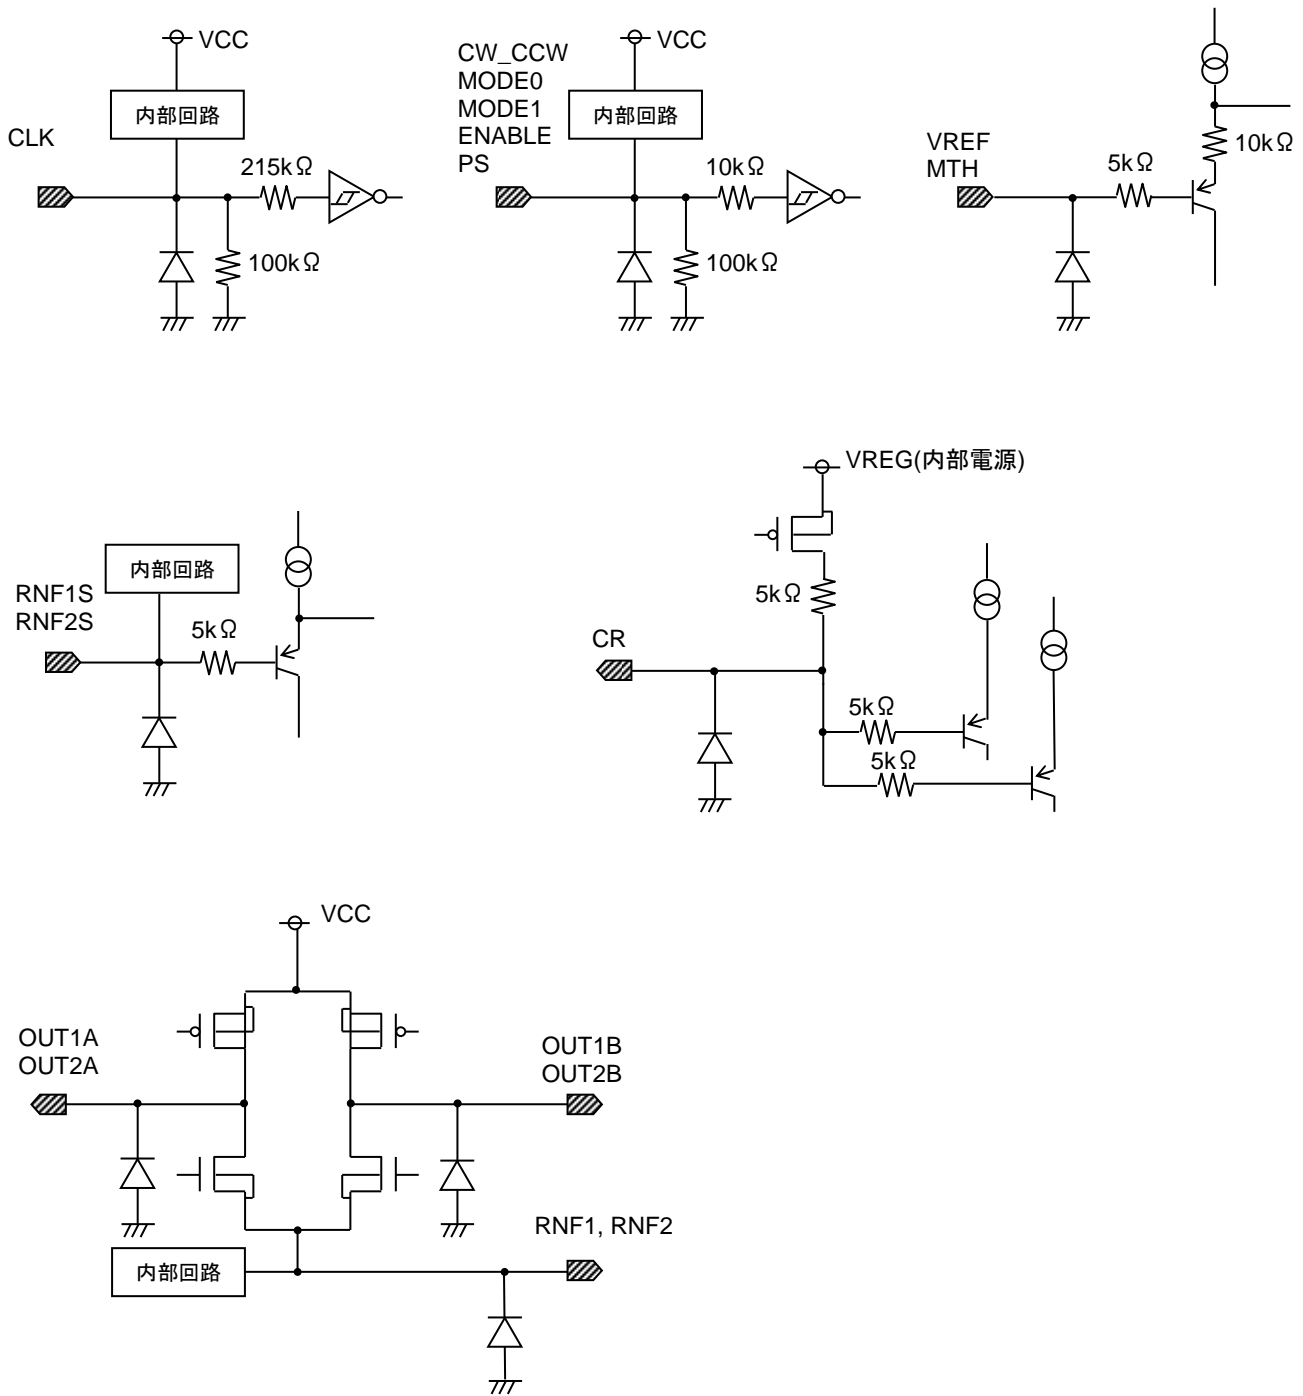 VCC
内部回路
CLK
215kΩ
100kΩ
CW_CCW
MODE0
MODE1
ENABLE
PS
VCC
内部回路
10kΩ
100kΩ
VREF
MTH
5kΩ
10kΩ
RNF1S
RNF2S
内部回路
5kΩ
VREG(内部電源)
5kΩ
CR
5kΩ
5kΩ
VCC
OUT1A
OUT2A
OUT1B
OUT2B
RNF1, RNF2
内部回路